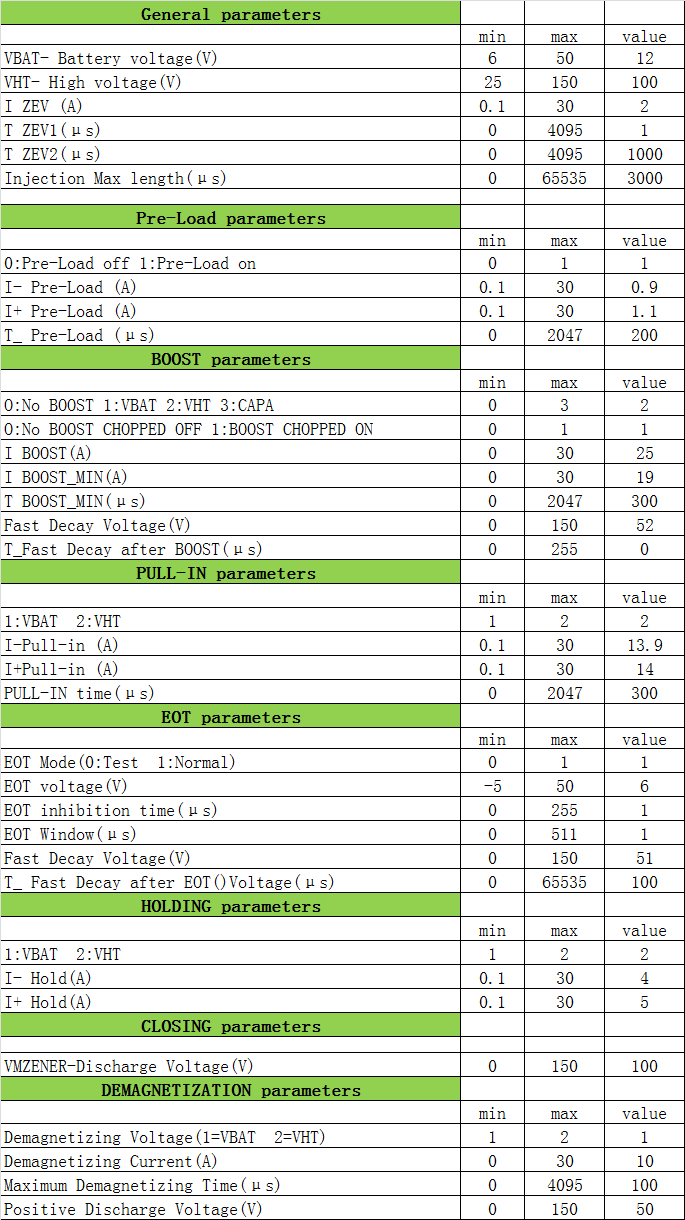 General parameters
min max value
VBAT- Battery voltage(V) 6 50 12
VHT- High voltage(V) 25 150 100
I ZEV (A) 0.1 30 2
T ZEV1(μs) 0 4095 1
T ZEV2(μs) 0 4095 1000
Injection Max length(μs) 0 65535 3000
Pre-Load parameters
min max value
0:Pre-Load off 1:Pre-Load on 0 1 1
I- Pre-Load (A) 0.1 30 0.9
I+ Pre-Load (A) 0.1 30 1.1
T_ Pre-Load (μs) 0 2047 200
BOOST parameters
min max value
0:No BOOST 1:VBAT 2:VHT 3:CAPA 0 3 2
0:No BOOST CHOPPED OFF 1:BOOST CHOPPED ON 0 1 1
I BOOST(A) 0 30 25
I BOOST_MIN(A) 0 30 19
T BOOST_MIN(μs) 0 2047 300
Fast Decay Voltage(V) 0 150 52
T_Fast Decay after BOOST(μs) 0 255 0
PULL-IN parameters
min max value
1:VBAT 2:VHT 1 2 2
I-Pull-in (A) 0.1 30 13.9
I+Pull-in (A) 0.1 30 14
PULL-IN time(μs) 0 2047 300
EOT parameters
min max value
EOT Mode(0:Test 1:Normal) 0 1 1
EOT voltage(V) -5 50 6
EOT inhibition time(μs) 0 255 1
EOT Window(μs) 0 511 1
Fast Decay Voltage(V) 0 150 51
T_ Fast Decay after EOT()Voltage(μs) 0 65535 100
HOLDING parameters
min max value
1:VBAT 2:VHT 1 2 2
I- Hold(A) 0.1 30 4
I+ Hold(A) 0.1 30 5
CLOSING parameters
VMZENER-Discharge Voltage(V) 0 150 100
DEMAGNETIZATION parameters
min max value
Demagnetizing Voltage(1=VBAT 2=VHT) 1 2 1
Demagnetizing Current(A) 0 30 10
Maximum Demagnetizing Time(μs) 0 4095 100
Positive Discharge Voltage(V) 0 150 50